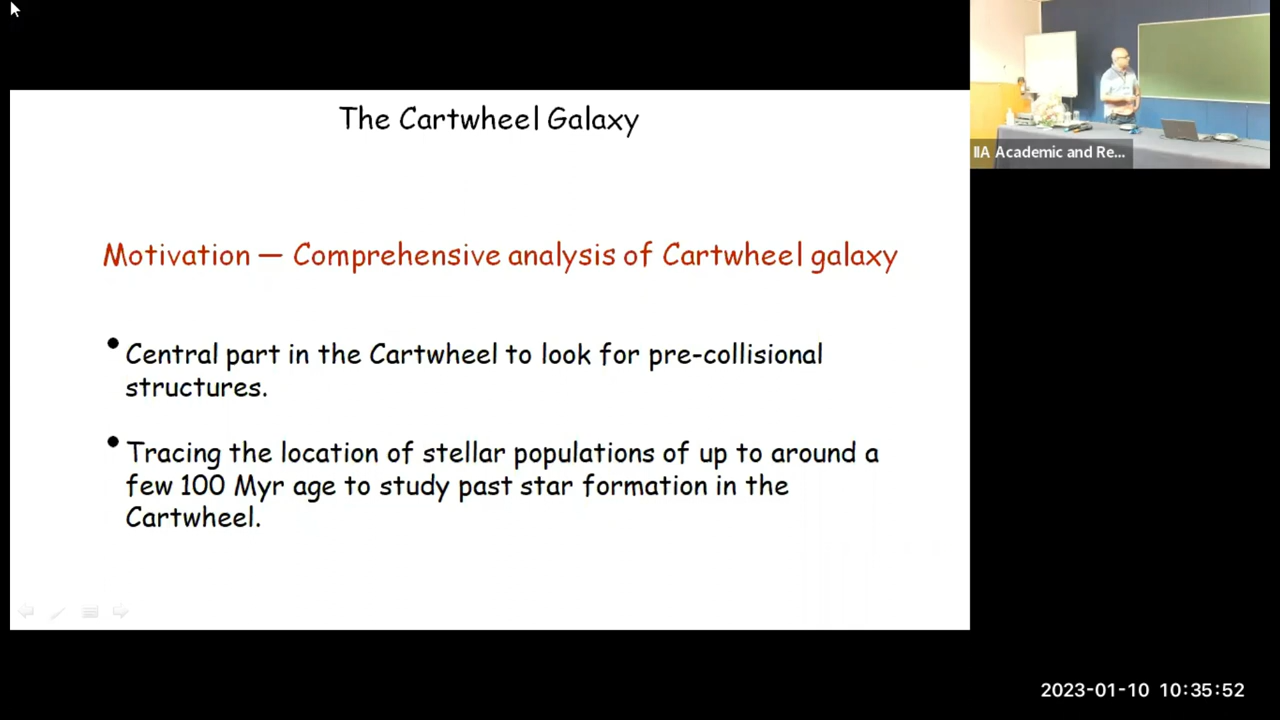 The Cartwheel Galaxy
Motivation — Comprehensive analysis of Cartwheel galaxy
• Central part in the Cartwheel to look for pre-collisional
structures.
• Tracing the location of stellar populations of up to around a
few 100 Myr age to study past star formation in the
Cartwheel.
IIA Academic and Re...
2023-01-10 10:35:52